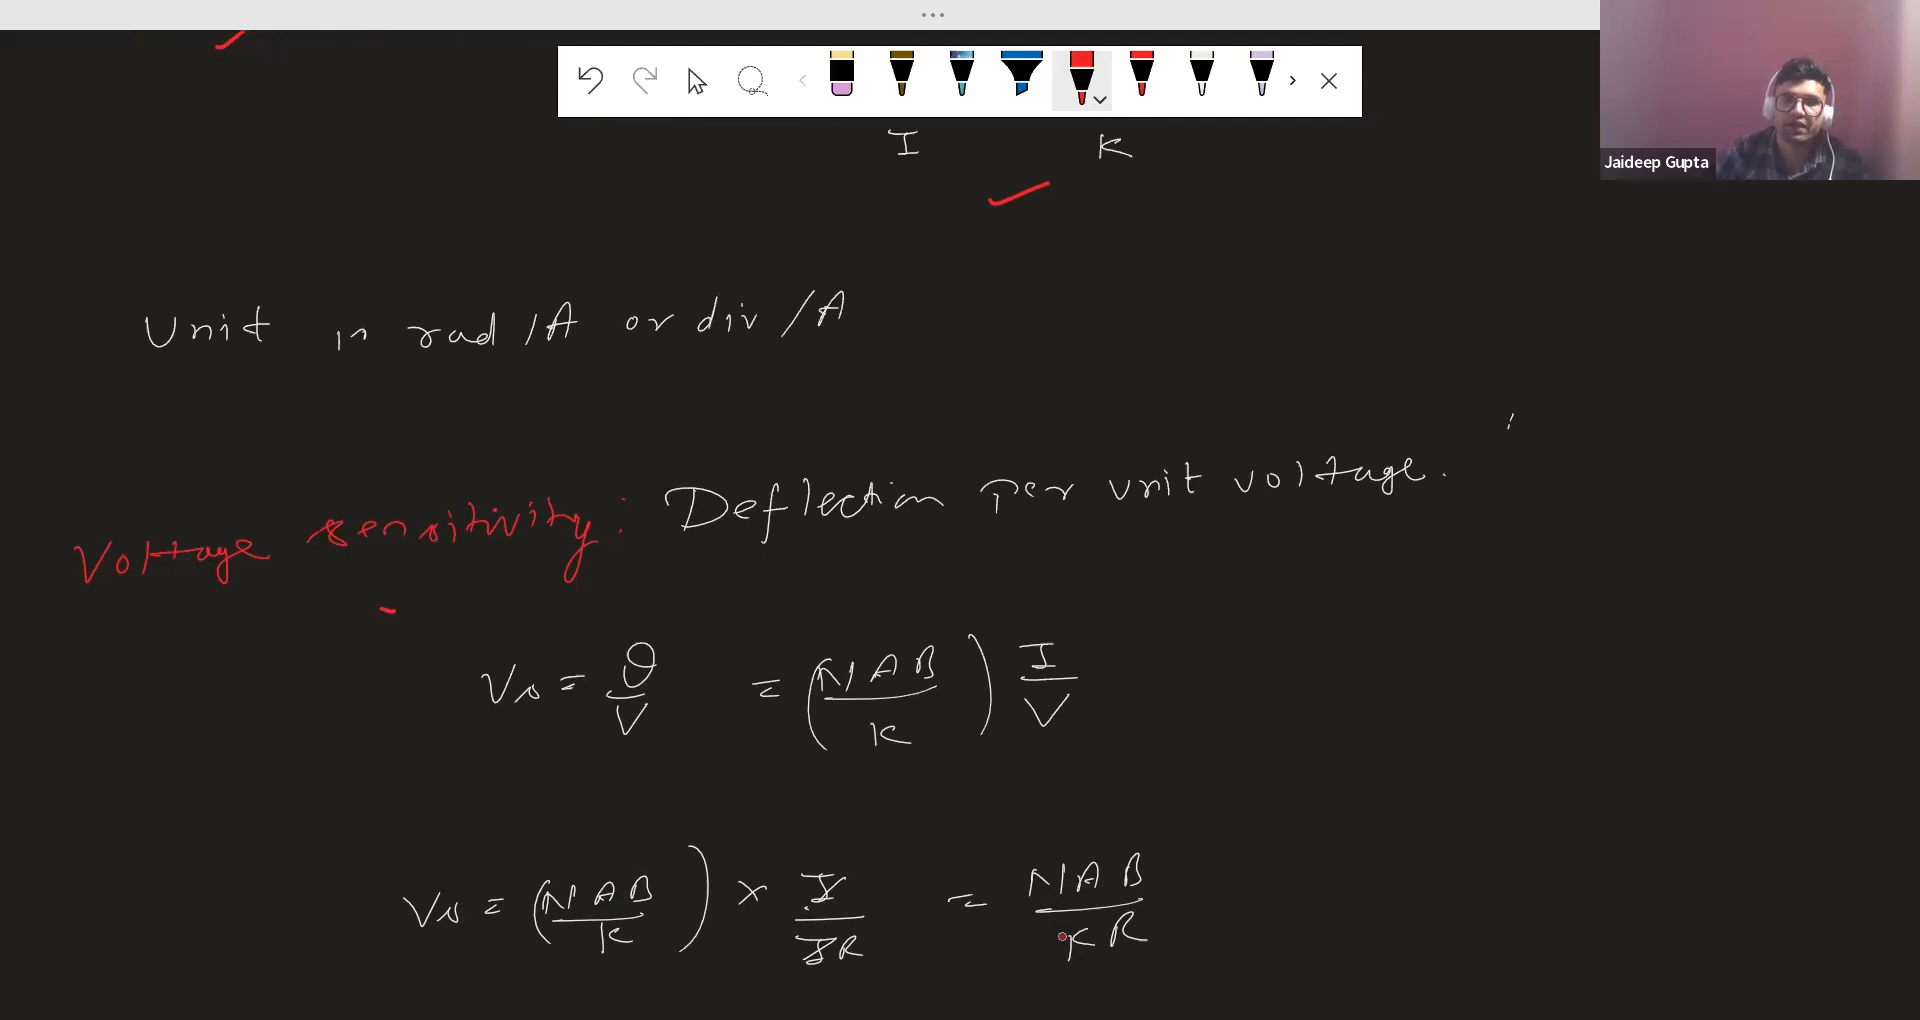 Jaideep Gupta
I K
Unit in rad/A or div/A
Voltage sensitivity: Deflection per unit voltage.
Vs = θ/V = (NAB/K) I/V
Vs = (NAB/K) × I/IR = NAB/KR